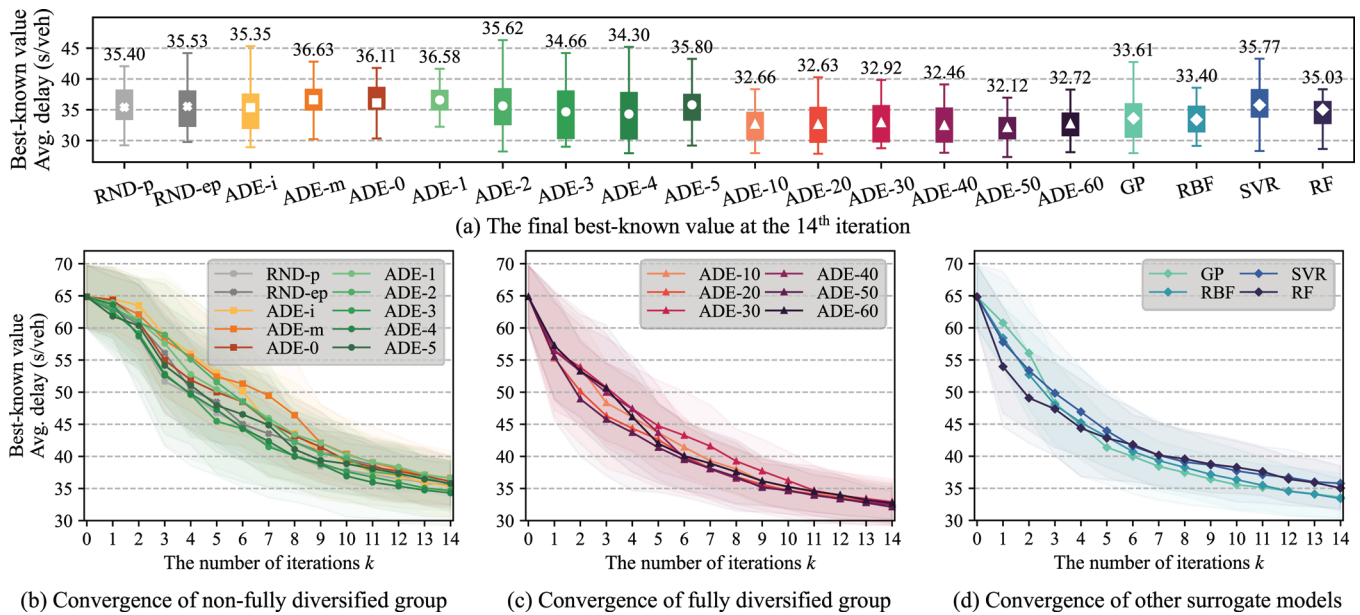 Best-known value
Avg. delay (s/veh)
45
40
35
30
35.40 35.53 35.35 36.63 36.11 36.58 35.62 34.66 34.30 35.80 32.66 32.63 32.92 32.46 32.12 32.72 33.61 33.40 35.77 35.03
RND-p RND-ep ADE-i ADE-m ADE-0 ADE-1 ADE-2 ADE-3 ADE-4 ADE-5 ADE-10 ADE-20 ADE-30 ADE-40 ADE-50 ADE-60 GP RBF SVR RF
(a) The final best-known value at the 14th iteration
Best-known value
Avg. delay (s/veh)
70
65
60
55
50
45
40
35
30
RND-p ADE-1
RND-ep ADE-2
ADE-i ADE-3
ADE-m ADE-4
ADE-0 ADE-5
0 1 2 3 4 5 6 7 8 9 10 11 12 13 14
The number of iterations k
(b) Convergence of non-fully diversified group
70
65
60
55
50
45
40
35
30
ADE-10 ADE-40
ADE-20 ADE-50
ADE-30 ADE-60
0 1 2 3 4 5 6 7 8 9 10 11 12 13 14
The number of iterations k
(c) Convergence of fully diversified group
70
65
60
55
50
45
40
35
30
GP SVR
RBF RF
0 1 2 3 4 5 6 7 8 9 10 11 12 13 14
The number of iterations k
(d) Convergence of other surrogate models